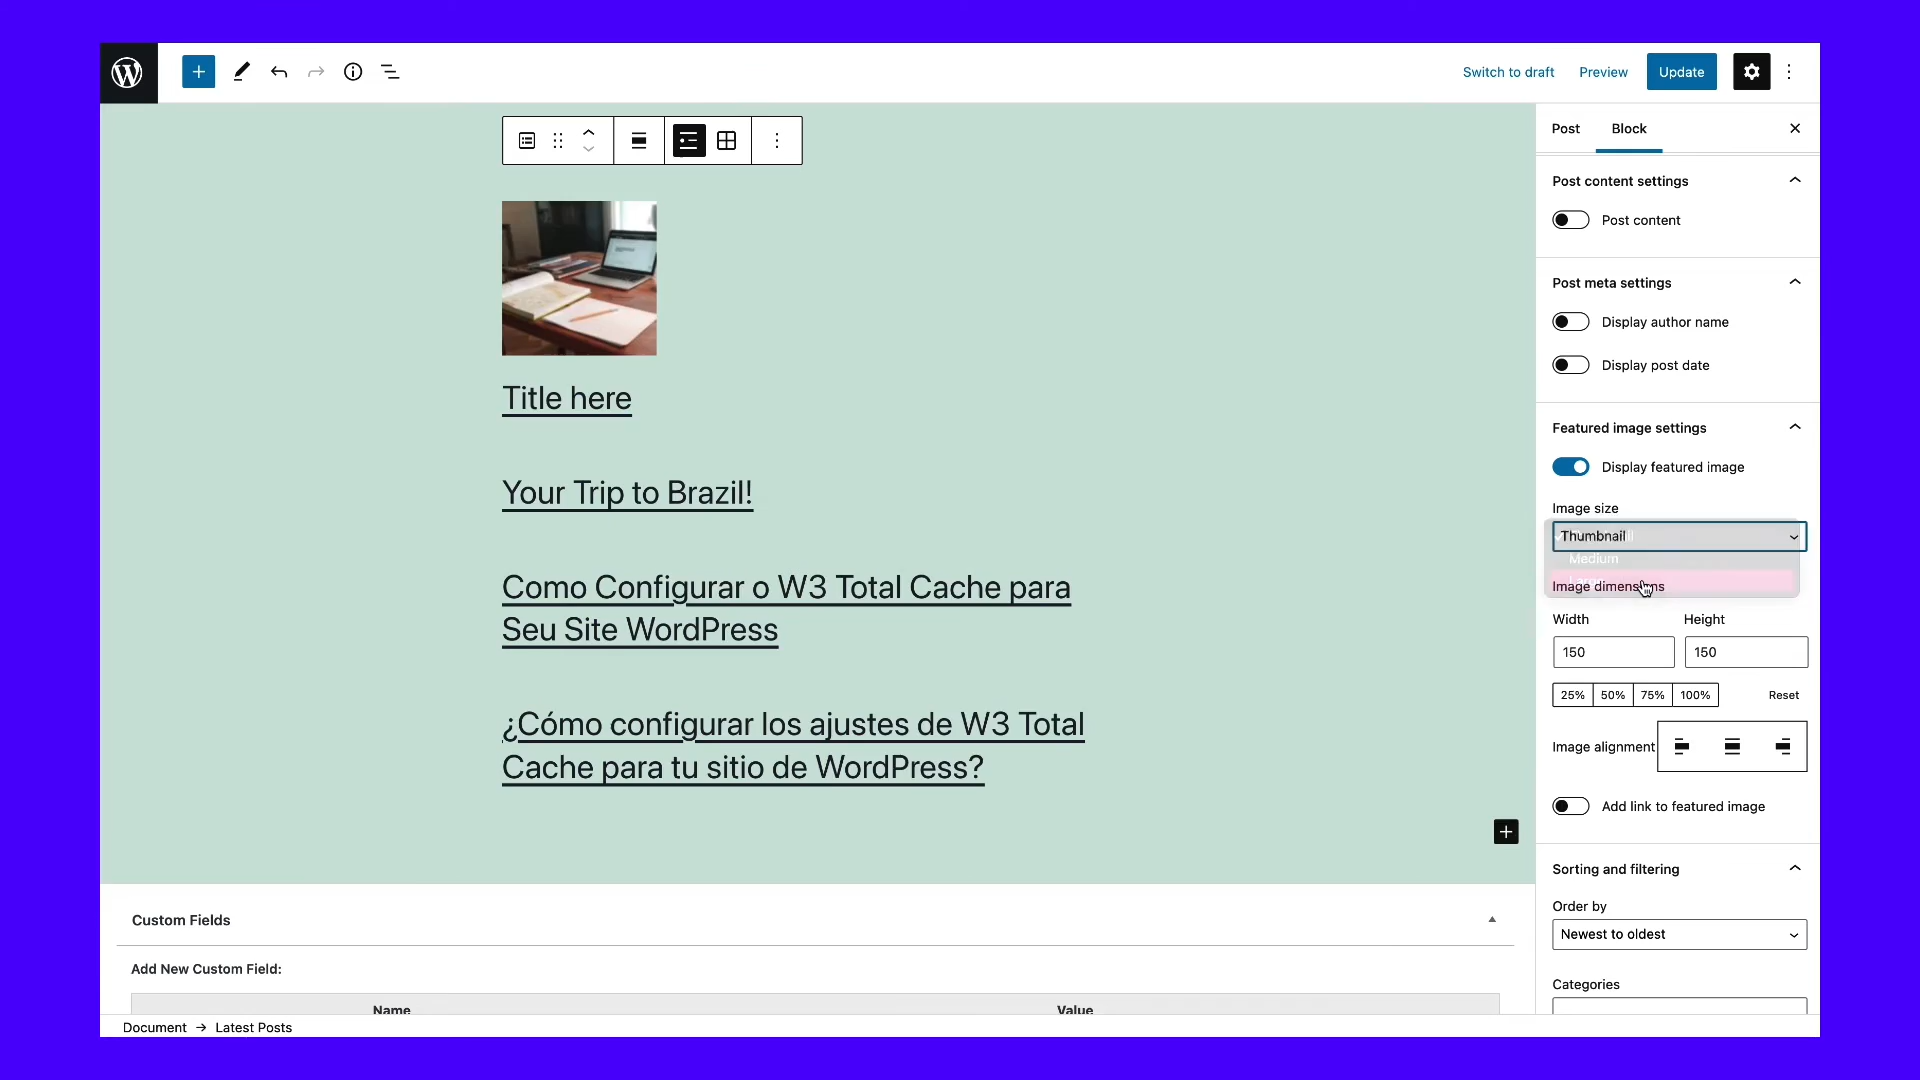 Switch to draft
Preview
Update
Post
Block
Post content settings
Post content
Post meta settings
Display author name
Display post date
Featured image settings
Display featured image
Image size
Thumbnail
Medium
Image dimensions
Width
Height
150
150
25%
50%
75%
100%
Reset
Image alignment
Add link to featured image
Sorting and filtering
Order by
Newest to oldest
Categories
Title here
Your Trip to Brazil!
Como Configurar o W3 Total Cache para
Seu Site WordPress
¿Cómo configurar los ajustes de W3 Total
Cache para tu sitio de WordPress?
Custom Fields
Add New Custom Field:
Name
Value
Document → Latest Posts